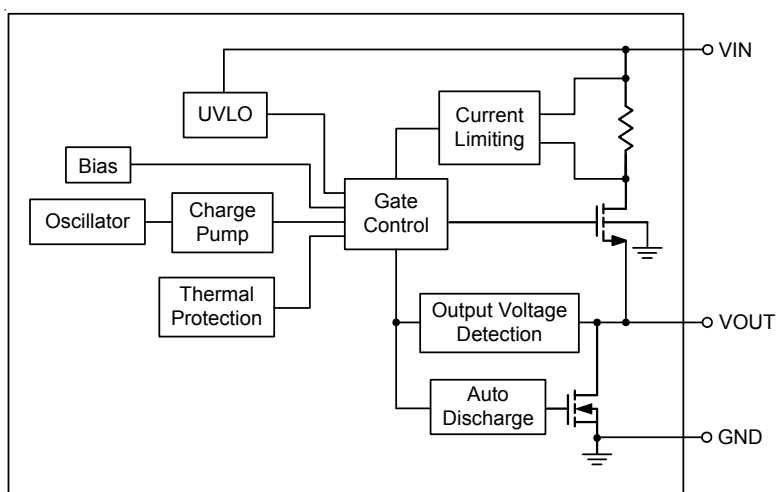 VIN
UVLO
Current
Limiting
Bias
Gate
Control
Oscillator
Charge
Pump
Thermal
Protection
Output Voltage
Detection
VOUT
Auto
Discharge
GND